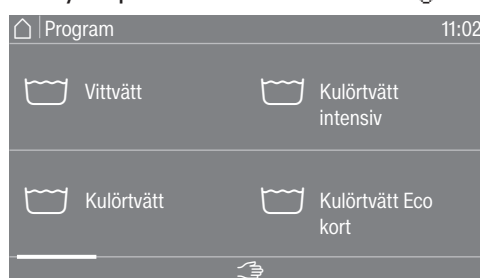 Program 11:02
Vittvätt
Kulörtvätt
intensiv
Kulörtvätt
Kulörtvätt Eco
kort